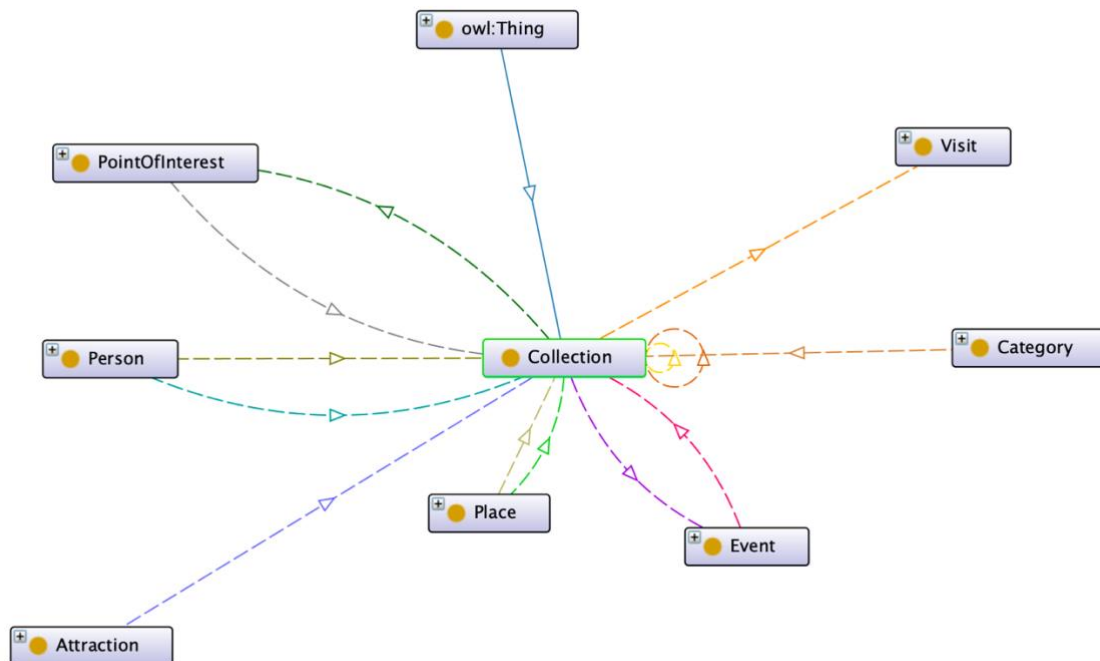 owl:Thing
Visit
PointOfInterest
Person
Collection
Category
Place
Event
Attraction